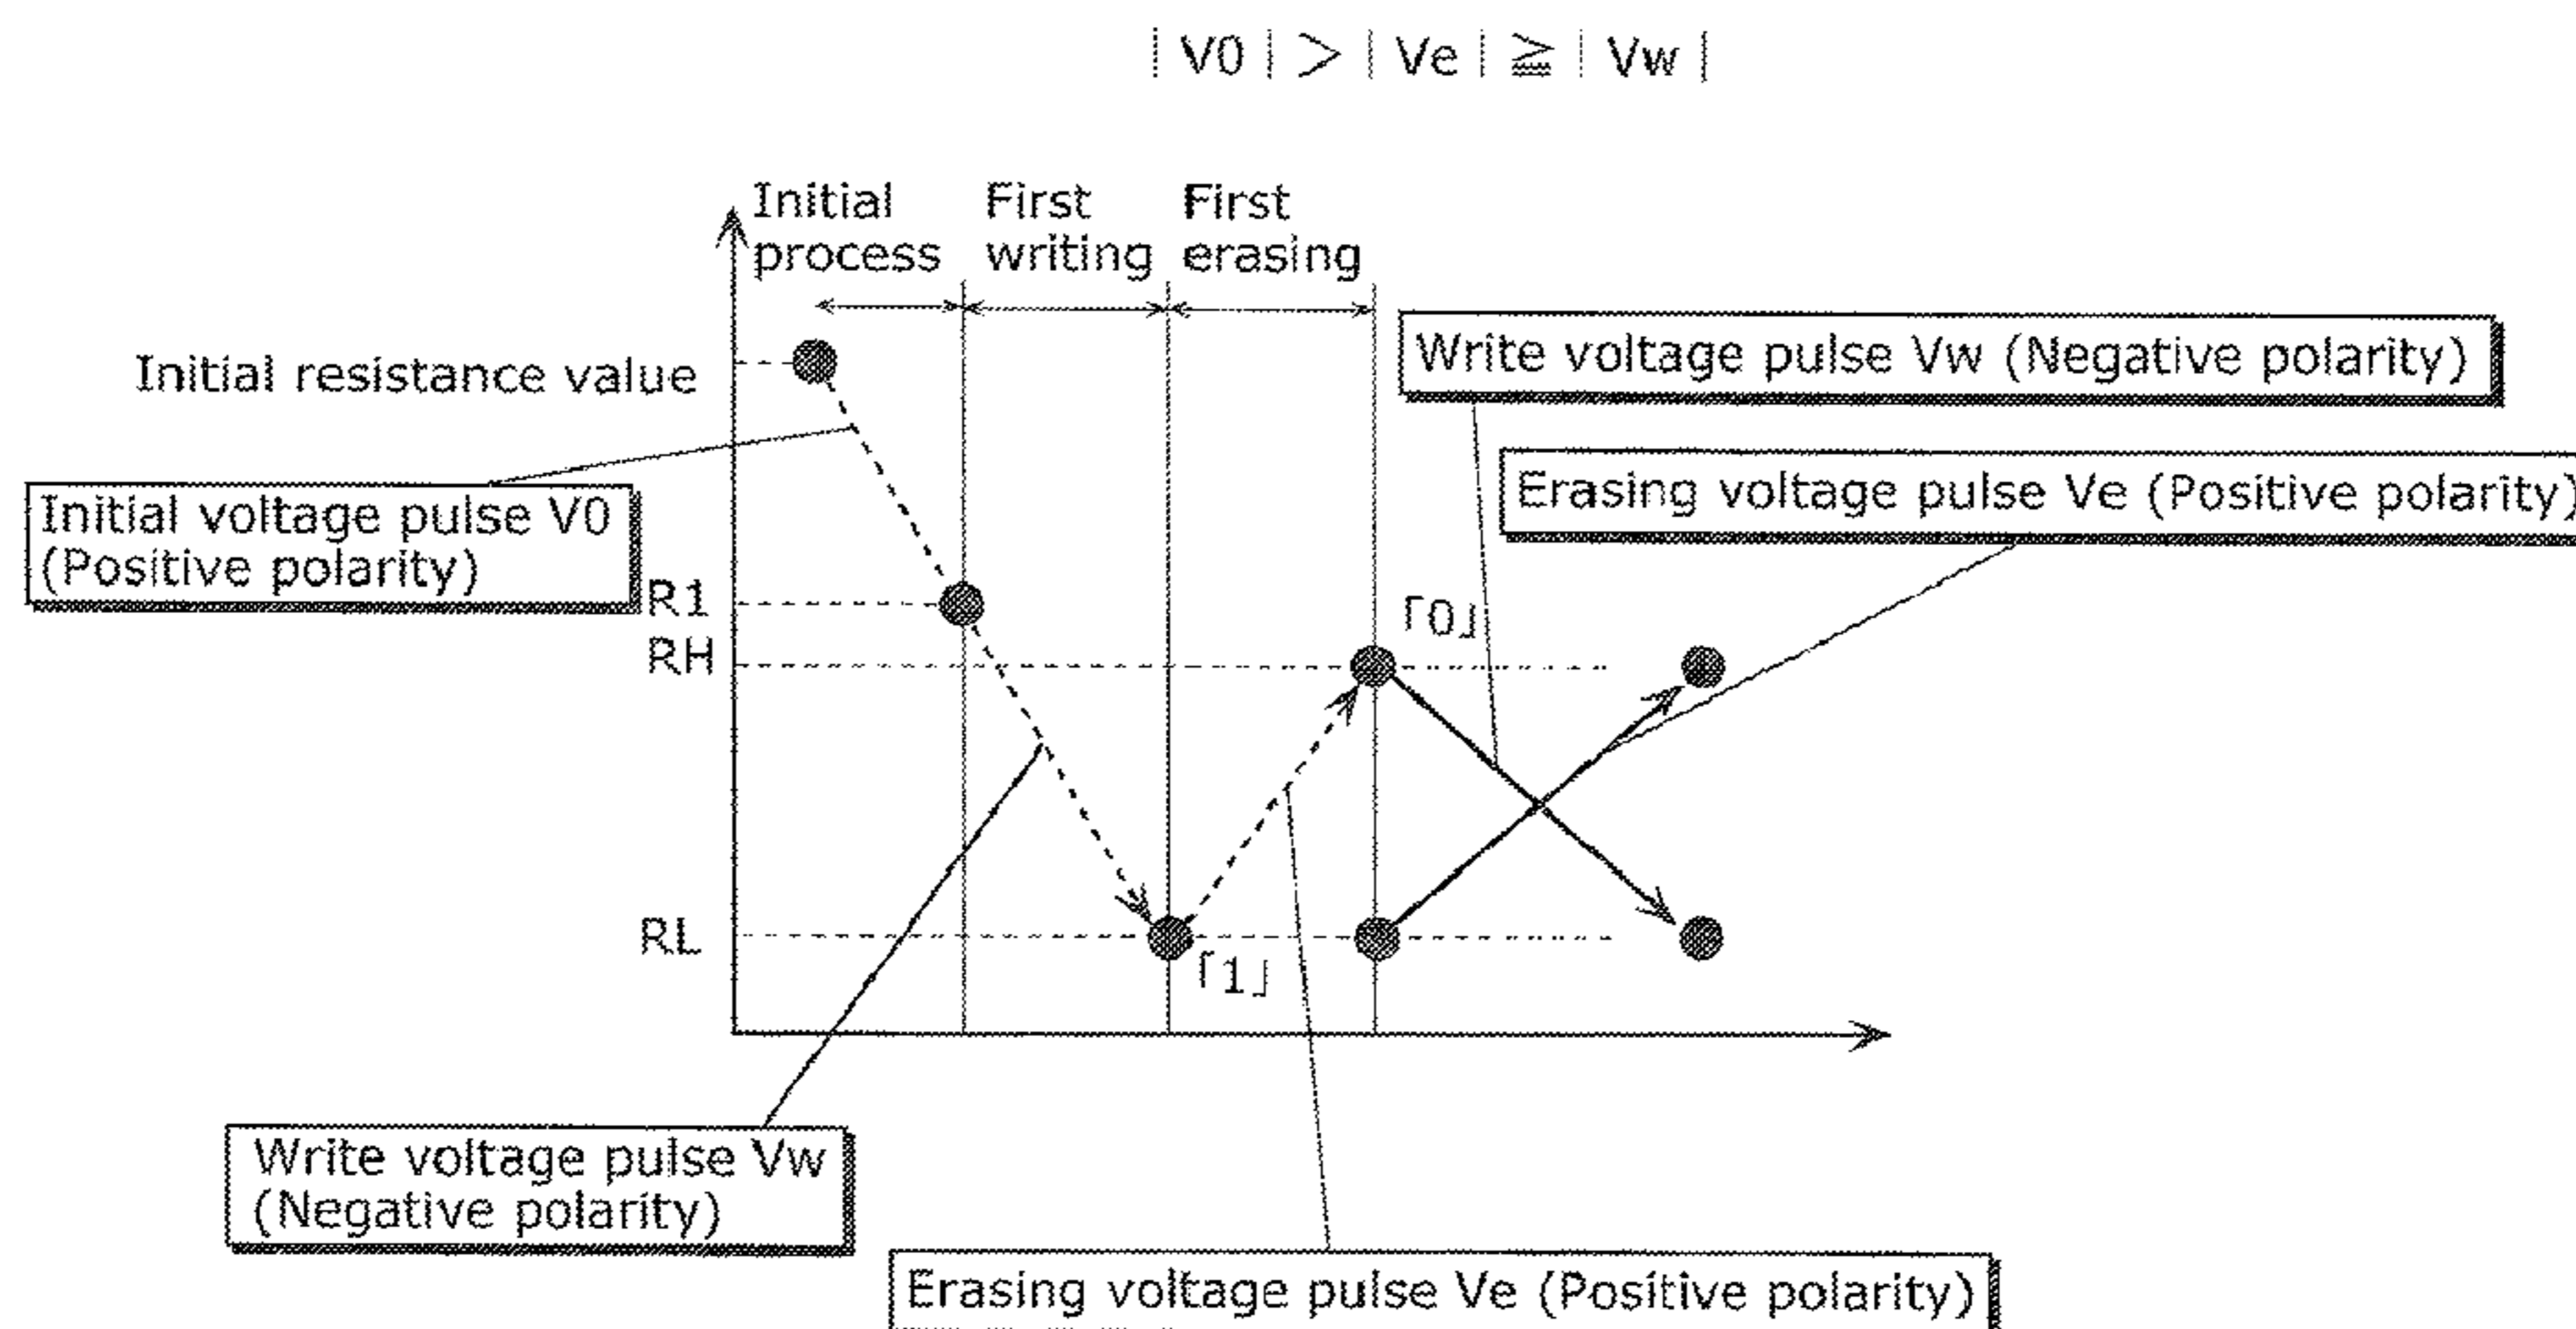 | V0 | > | Ve | ≧ | Vw |
Initial
process
First
writing
First
erasing
Initial resistance value
Write voltage pulse Vw (Negative polarity)
Erasing voltage pulse Ve (Positive polarity)
Initial voltage pulse V0
(Positive polarity)
R1
RH
「0」
RL
「1」
Write voltage pulse Vw
(Negative polarity)
Erasing voltage pulse Ve (Positive polarity)